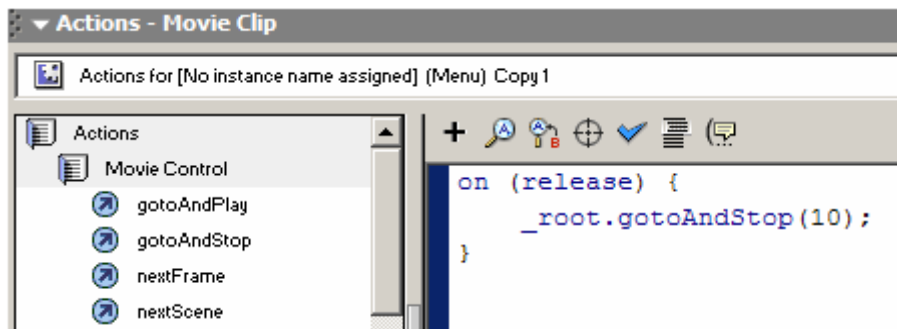 Actions - Movie Clip
Actions for [No instance name assigned] (Menu) Copy 1
Actions
Movie Control
gotoAndPlay
gotoAndStop
nextFrame
nextScene
on (release) {
    _root.gotoAndStop(10);
}